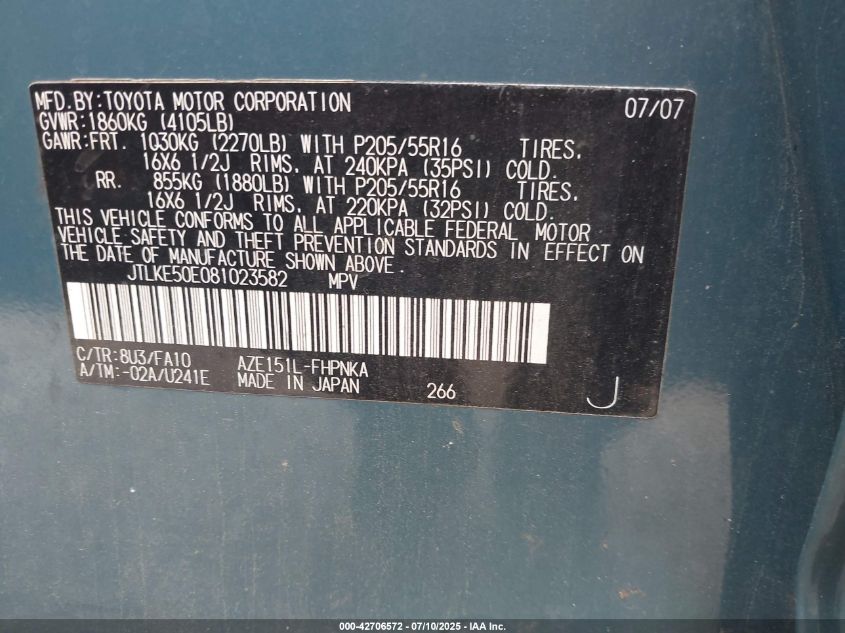 MFD.BY:TOYOTA MOTOR CORPORATION 07/07
GVWR:1860KG (4105LB)
GAWR:FRT. 1030KG (2270LB) WITH P205/55R16 TIRES,
16X6 1/2J RIMS, AT 240KPA (35PSI) COLD.
RR. 855KG (1880LB) WITH P205/55R16 TIRES,
16X6 1/2J RIMS, AT 220KPA (32PSI) COLD.
THIS VEHICLE CONFORMS TO ALL APPLICABLE FEDERAL MOTOR
VEHICLE SAFETY AND THEFT PREVENTION STANDARDS IN EFFECT ON
THE DATE OF MANUFACTURE SHOWN ABOVE.
JTLKE50E081023582 MPV
C/TR:8U3/FA10 AZE151L-FHPNKA
A/TM:-02A/U241E MADE IN JAPAN 266 J
000-42706572 - 07/10/2025 - IAA Inc.